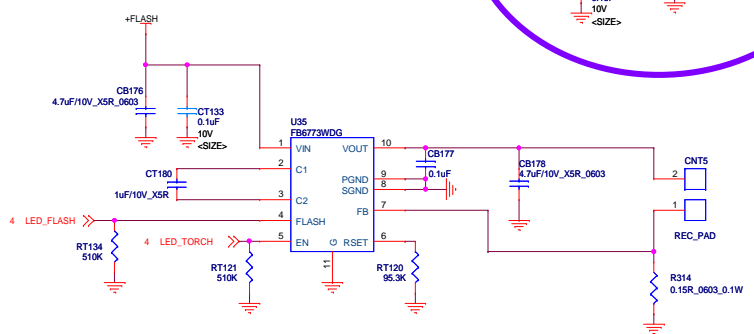 10V
<SIZE>
+FLASH
CB176
4.7uF/10V_X5R_0603
CT133
0.1uF
10V
<SIZE>
U35
FB6773WDG
1 VIN
VOUT 10
CB177
0.1uF
CB178
4.7uF/10V_X5R_0603
CNT5
2
1
REC_PAD
CT180
1uF/10V_X5R
2 C1
3 C2
PGND 9
SGND 8
FB 7
4 LED_FLASH
4 FLASH
4 LED_TORCH
5 EN
G
11
RSET 6
RT134
510K
RT121
510K
RT120
95.3K
R314
0.15R_0603_0.1W